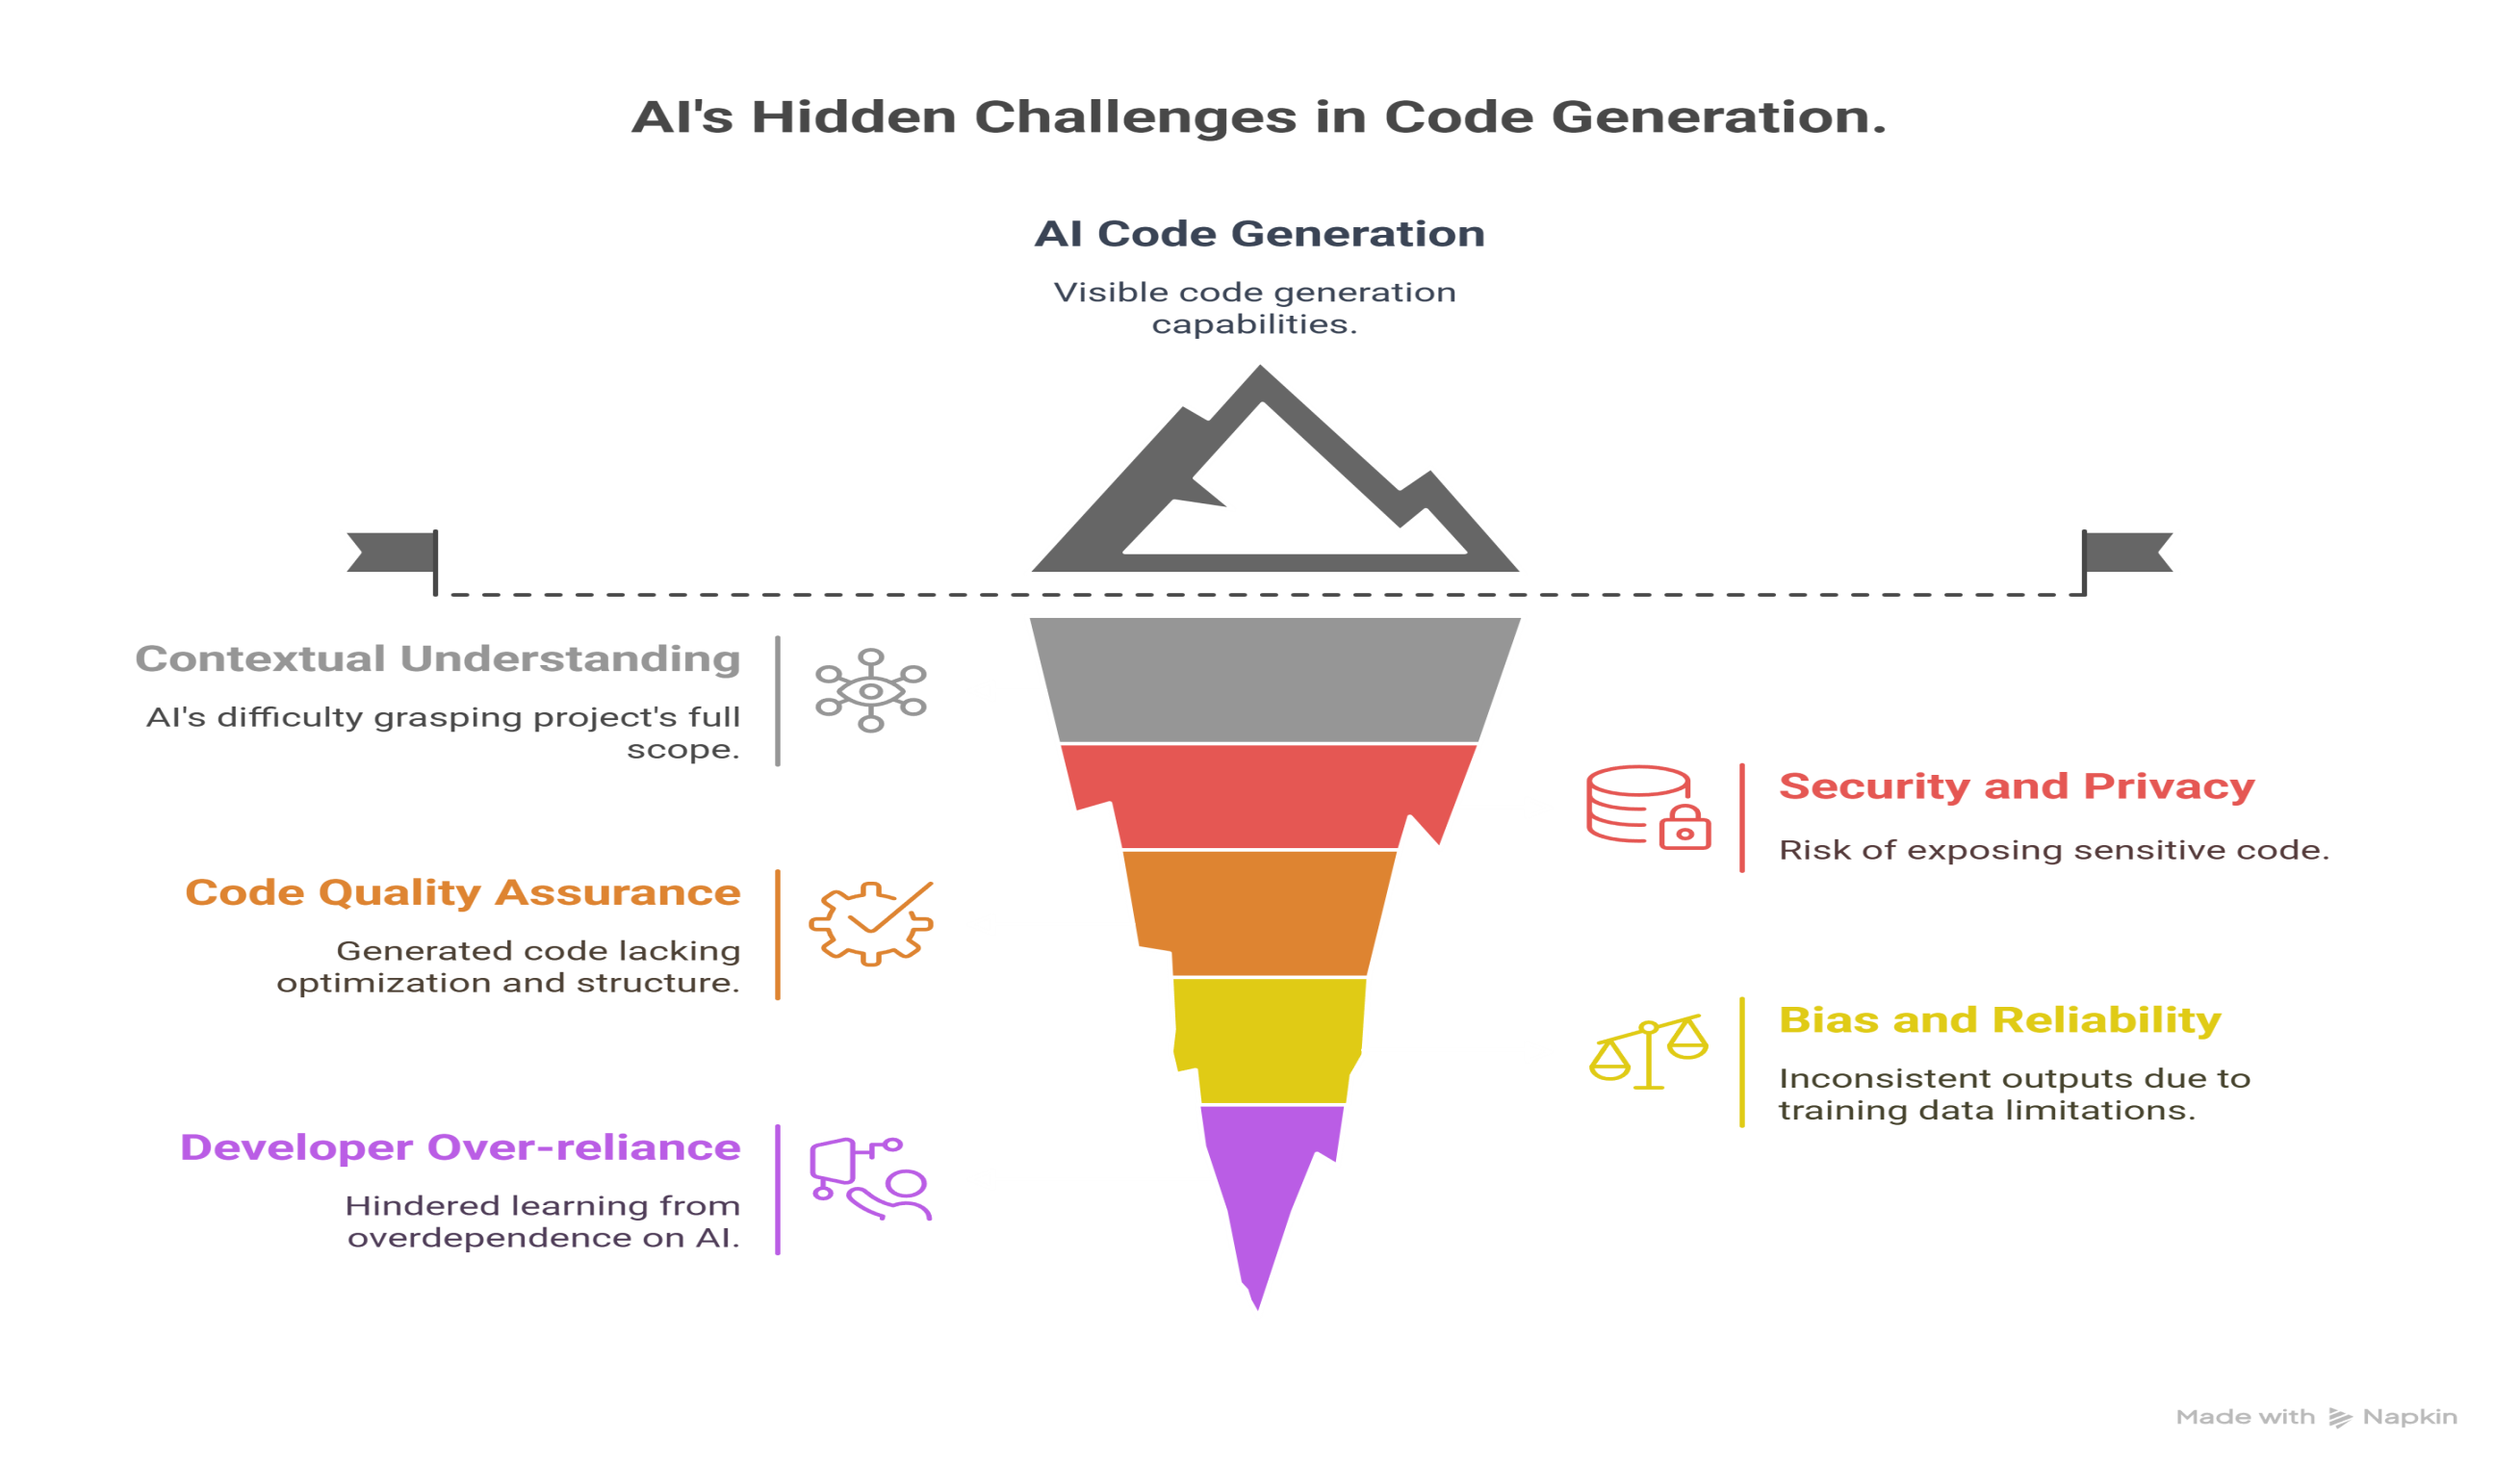 AI's Hidden Challenges in Code Generation.
AI Code Generation
Visible code generation
capabilities.
Contextual Understanding
AI's difficulty grasping project's full
scope.
Security and Privacy
Risk of exposing sensitive code.
Code Quality Assurance
Generated code lacking
optimization and structure.
Bias and Reliability
Inconsistent outputs due to
training data limitations.
Developer Over-reliance
Hindered learning from
overdependence on AI.
Made with Napkin